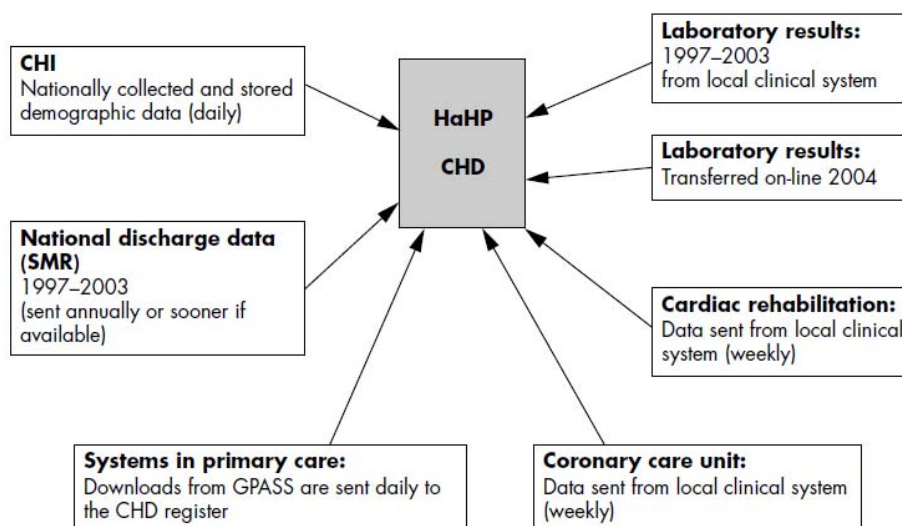 CHI
Nationally collected and stored
demographic data (daily)
HaHP
CHD
Laboratory results:
1997–2003
from local clinical system
Laboratory results:
Transferred on-line 2004
National discharge data
(SMR)
1997–2003
(sent annually or sooner if
available)
Cardiac rehabilitation:
Data sent from local clinical
system (weekly)
Systems in primary care:
Downloads from GPASS are sent daily to
the CHD register
Coronary care unit:
Data sent from local clinical system
(weekly)